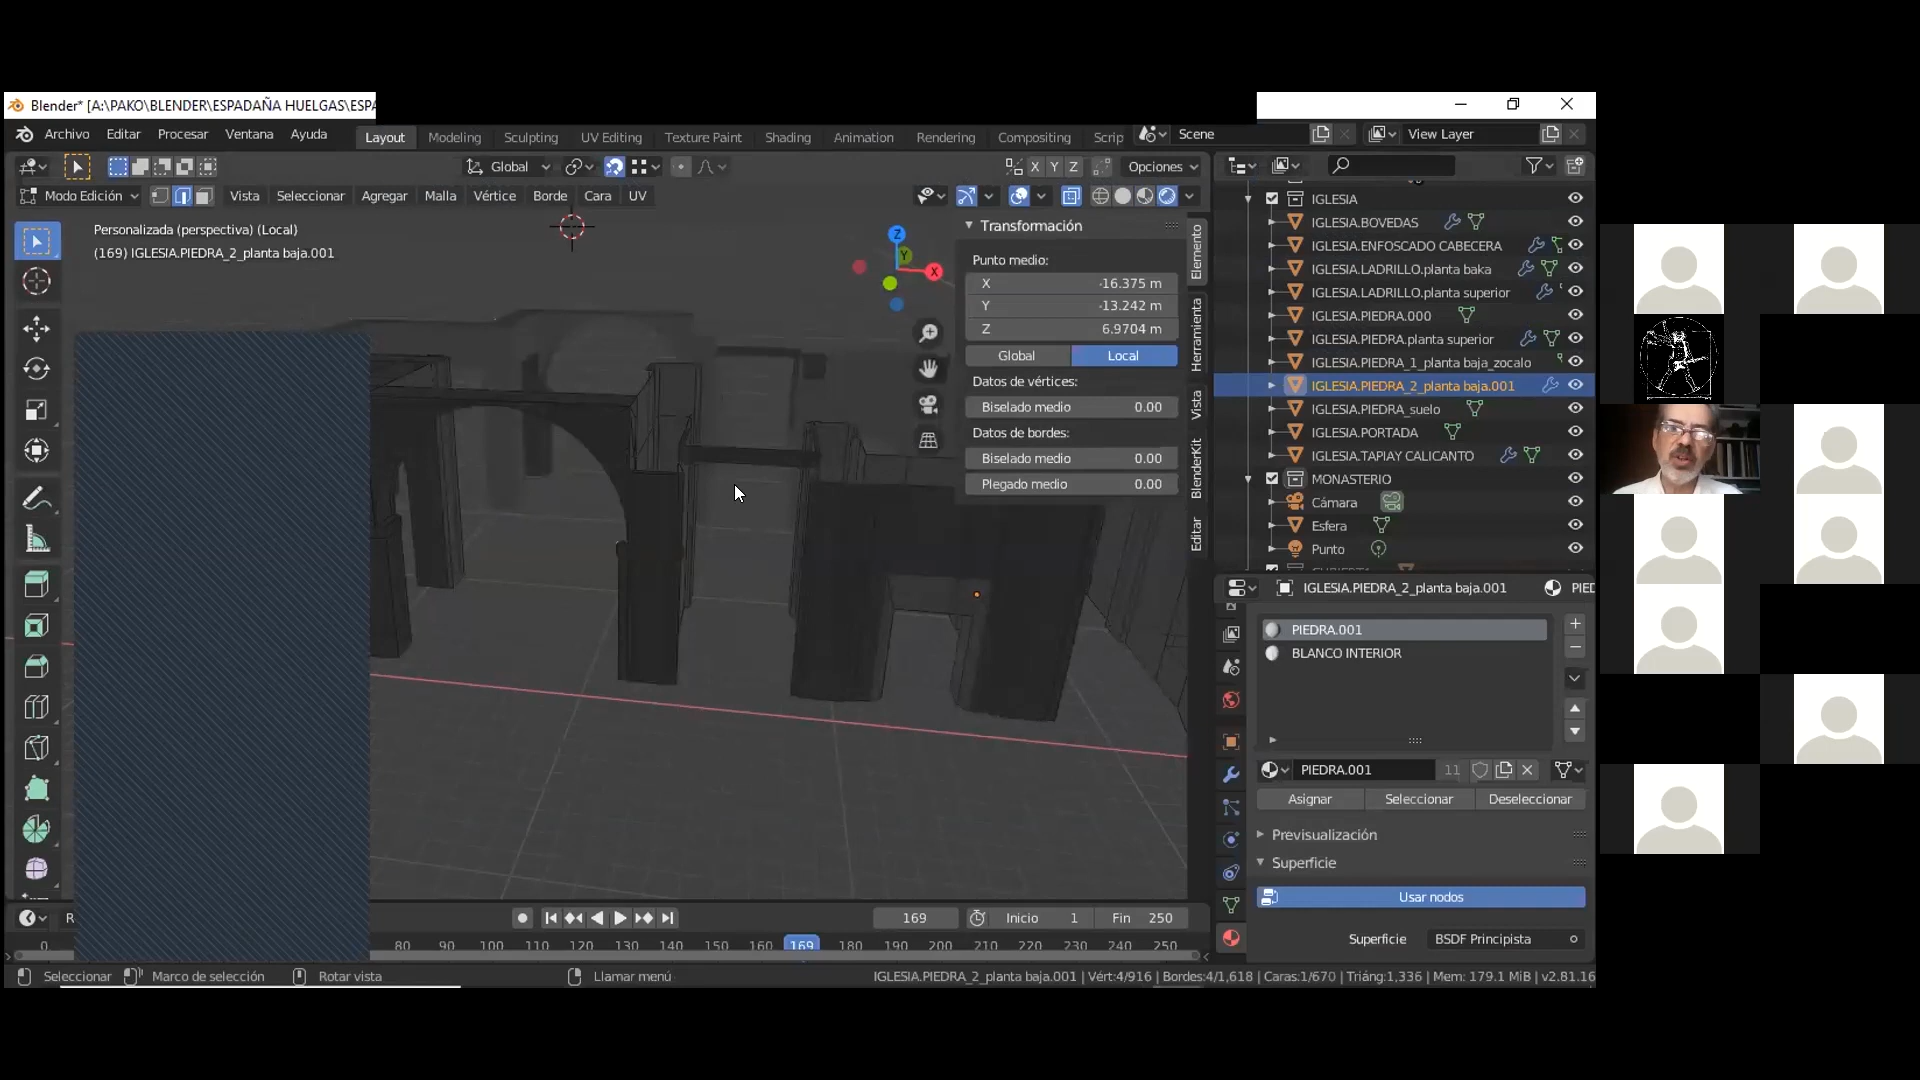 Blender* [A:\PAKO\BLENDER\ESPADAÑA HUELGAS\ESPA
Archivo Editar Procesar Ventana Ayuda Layout Modeling Sculpting UV Editing Texture Paint Shading Animation Rendering Compositing Scrip Scene View Layer
Global X Y Z Opciones
Modo Edición Vista Seleccionar Agregar Malla Vértice Borde Cara UV
Personalizada (perspectiva) (Local)
(169) IGLESIA.PIEDRA_2_planta baja.001
Z
Y
X
Transformación
Punto medio:
X -16.375 m
Y -13.242 m
Z 6.9704 m
Global Local
Datos de vértices:
Biselado medio 0.00
Datos de bordes:
Biselado medio 0.00
Plegado medio 0.00
Elemento
Herramienta
Vista
BlenderKit
Editar
IGLESIA
IGLESIA.BOVEDAS
IGLESIA.ENFOSCADO CABECERA
IGLESIA.LADRILLO.planta baka
IGLESIA.LADRILLO.planta superior
IGLESIA.PIEDRA.000
IGLESIA.PIEDRA.planta superior
IGLESIA.PIEDRA_1_planta baja_zocalo
IGLESIA.PIEDRA_2_planta baja.001
IGLESIA.PIEDRA_suelo
IGLESIA.PORTADA
IGLESIA.TAPIAY CALICANTO
MONASTERIO
Cámara
Esfera
Punto
IGLESIA.PIEDRA_2_planta baja.001 PIED
PIEDRA.001
BLANCO INTERIOR
PIEDRA.001 11
Asignar Seleccionar Deseleccionar
Previsualización
Superficie
Usar nodos
Superficie BSDF Principista
R 169 Inicio 1 Fin 250
0 80 90 100 110 120 130 140 150 160 169 180 190 200 210 220 230 240 250
Seleccionar Marco de selección Rotar vista Llamar menú IGLESIA.PIEDRA_2_planta baja.001 | Vért:4/916 | Bordes:4/1,618 | Caras:1/670 | Triáng:1,336 | Mem: 179.1 MiB | v2.81.16